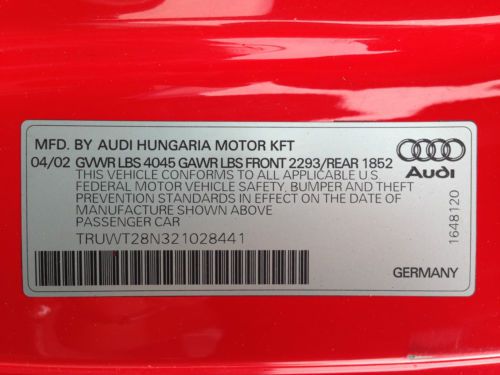 MFD. BY AUDI HUNGARIA MOTOR KFT
04/02 GVWR LBS 4045 GAWR LBS FRONT 2293/REAR 1852
THIS VEHICLE CONFORMS TO ALL APPLICABLE U.S.
FEDERAL MOTOR VEHICLE SAFETY, BUMPER AND THEFT
PREVENTION STANDARDS IN EFFECT ON THE DATE OF
MANUFACTURE SHOWN ABOVE
PASSENGER CAR
TRUWT28N321028441
Audi
1648120
GERMANY